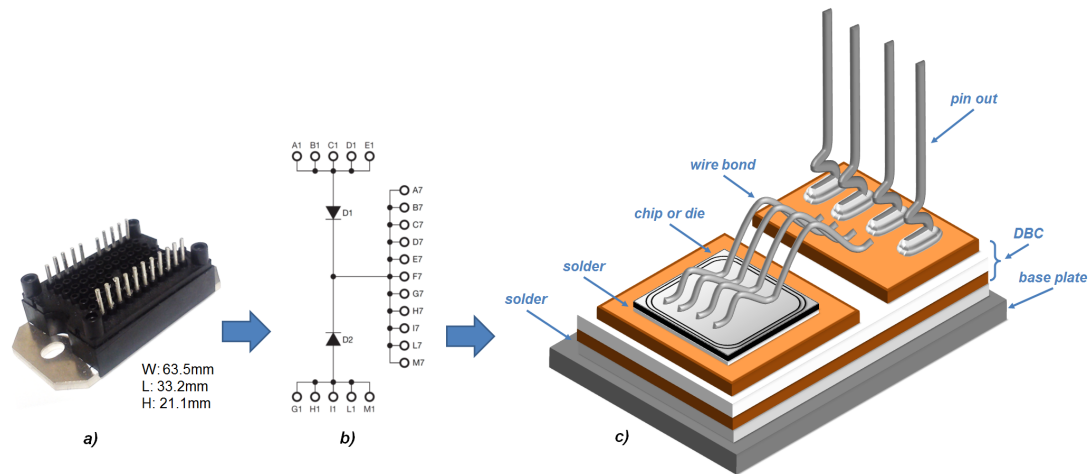 W: 63.5mm
L: 33.2mm
H: 21.1mm
a)
A1 B1 C1 D1 E1
D1
A7
B7
C7
D7
E7
F7
G7
H7
I7
L7
M7
D2
G1 H1 I1 L1 M1
b)
pin out
wire bond
chip or die
solder
solder
DBC
base plate
c)